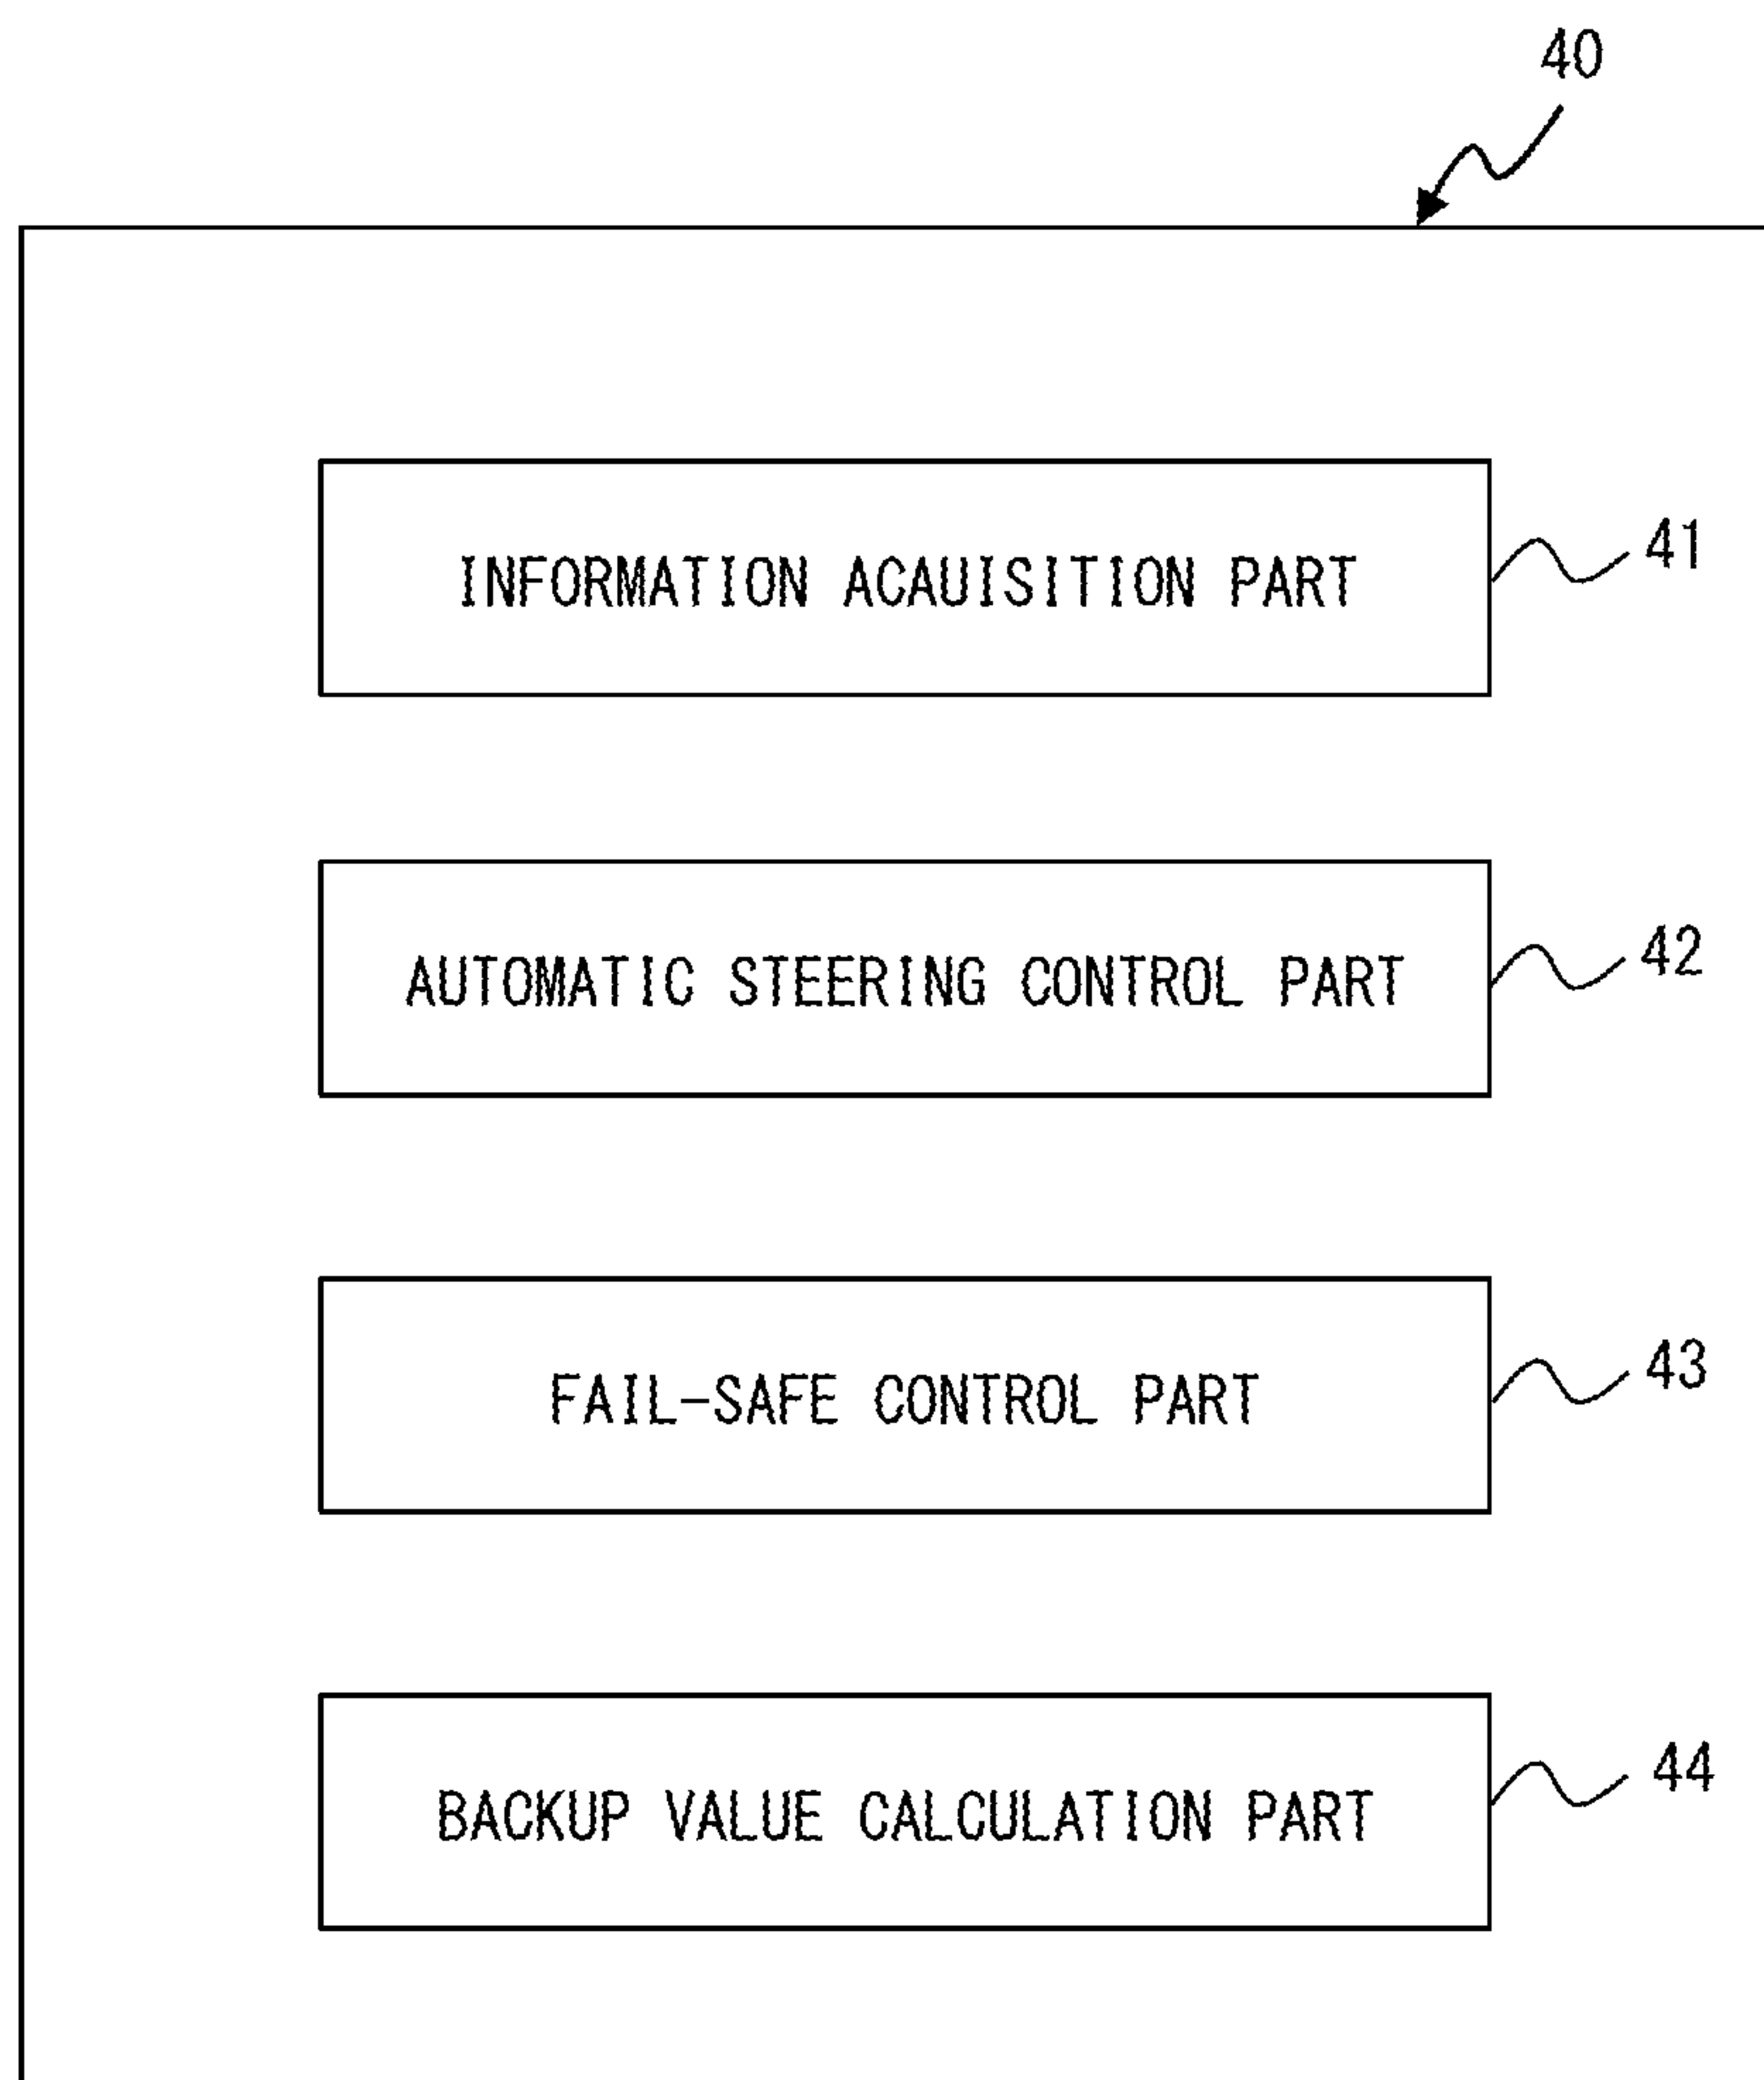 40
INFORMATION ACAUISITION PART
41
AUTOMATIC STEERING CONTROL PART
42
FAIL-SAFE CONTROL PART
43
BACKUP VALUE CALCULATION PART
44